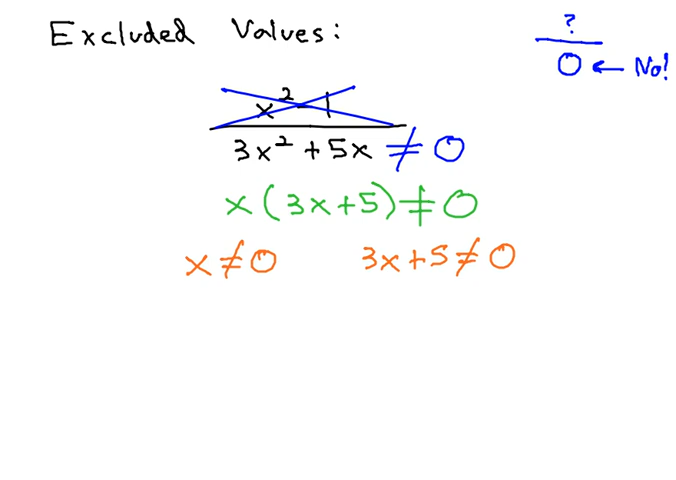 Excluded Values:
?
0 ← No!
x² - 1
3x² + 5x ≠ 0
x(3x+5) ≠ 0
x ≠ 0 3x+5 ≠ 0